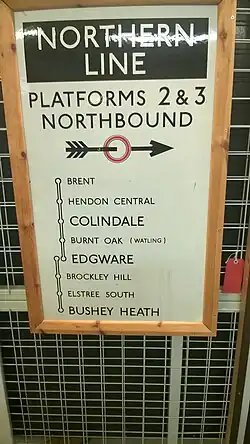 NORTHERN
LINE
PLATFORMS 2 & 3
NORTHBOUND
BRENT
HENDON CENTRAL
COLINDALE
BURNT OAK (WATLING)
EDGWARE
BROCKLEY HILL
ELSTREE SOUTH
BUSHEY HEATH